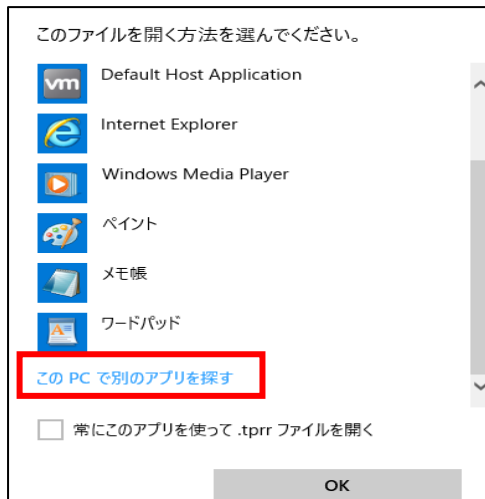 このファイルを開く方法を選んでください。
vm
Default Host Application
Internet Explorer
Windows Media Player
ペイント
メモ帳
ワードパッド
この PC で別のアプリを探す
常にこのアプリを使って .tprr ファイルを開く
OK